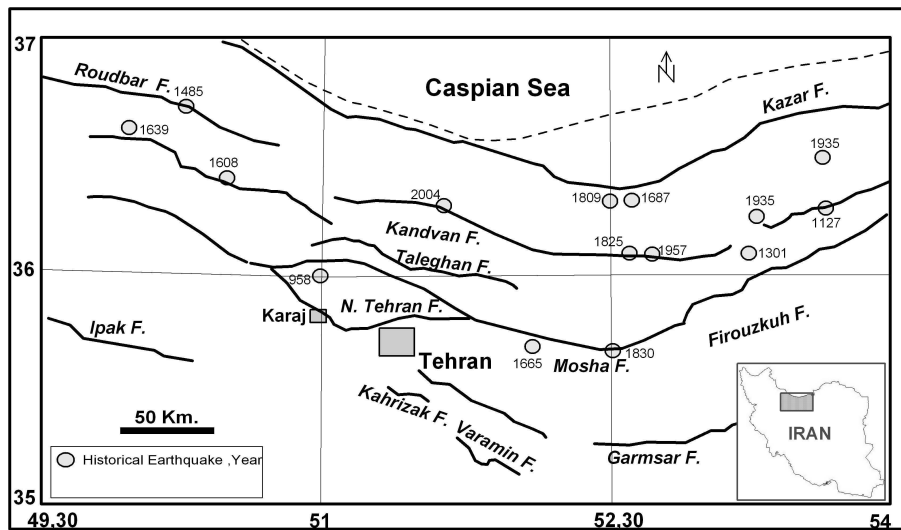 37
Roudbar F.
1485
Caspian Sea
N
Kazar F.
1639
1935
1608
2004
1809
1687
1935
1127
Kandvan F.
1825
1957
1301
36
Taleqhan F.
958
N. Tehran F.
Karaj
Ipak F.
Firouzkuh F.
Tehran
1665
1830
Mosha F.
Kahrizak F.
50 Km.
Varamin F.
IRAN
Garmsar F.
Historical Earthquake ,Year
35
49.30
51
52.30
54